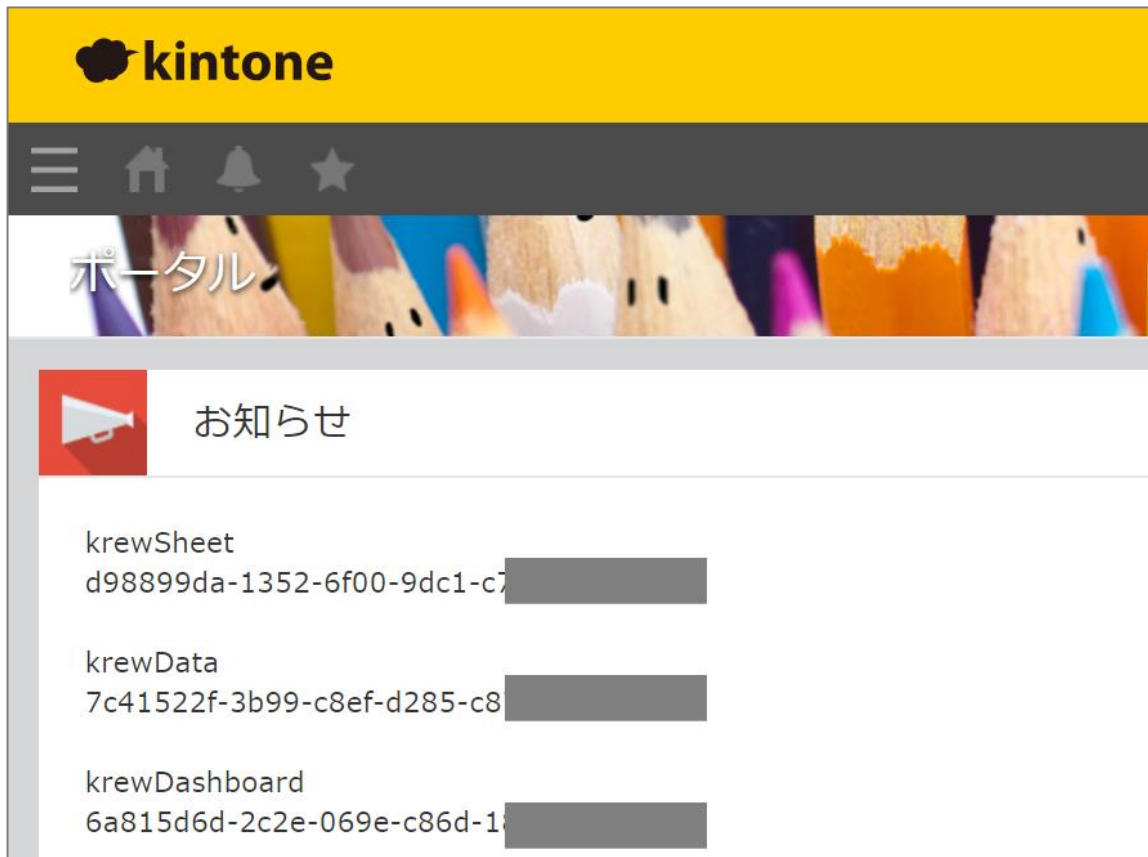 kintone
ポータル
お知らせ
krewSheet
d98899da-1352-6f00-9dc1-c7
krewData
7c41522f-3b99-c8ef-d285-c8
krewDashboard
6a815d6d-2c2e-069e-c86d-1